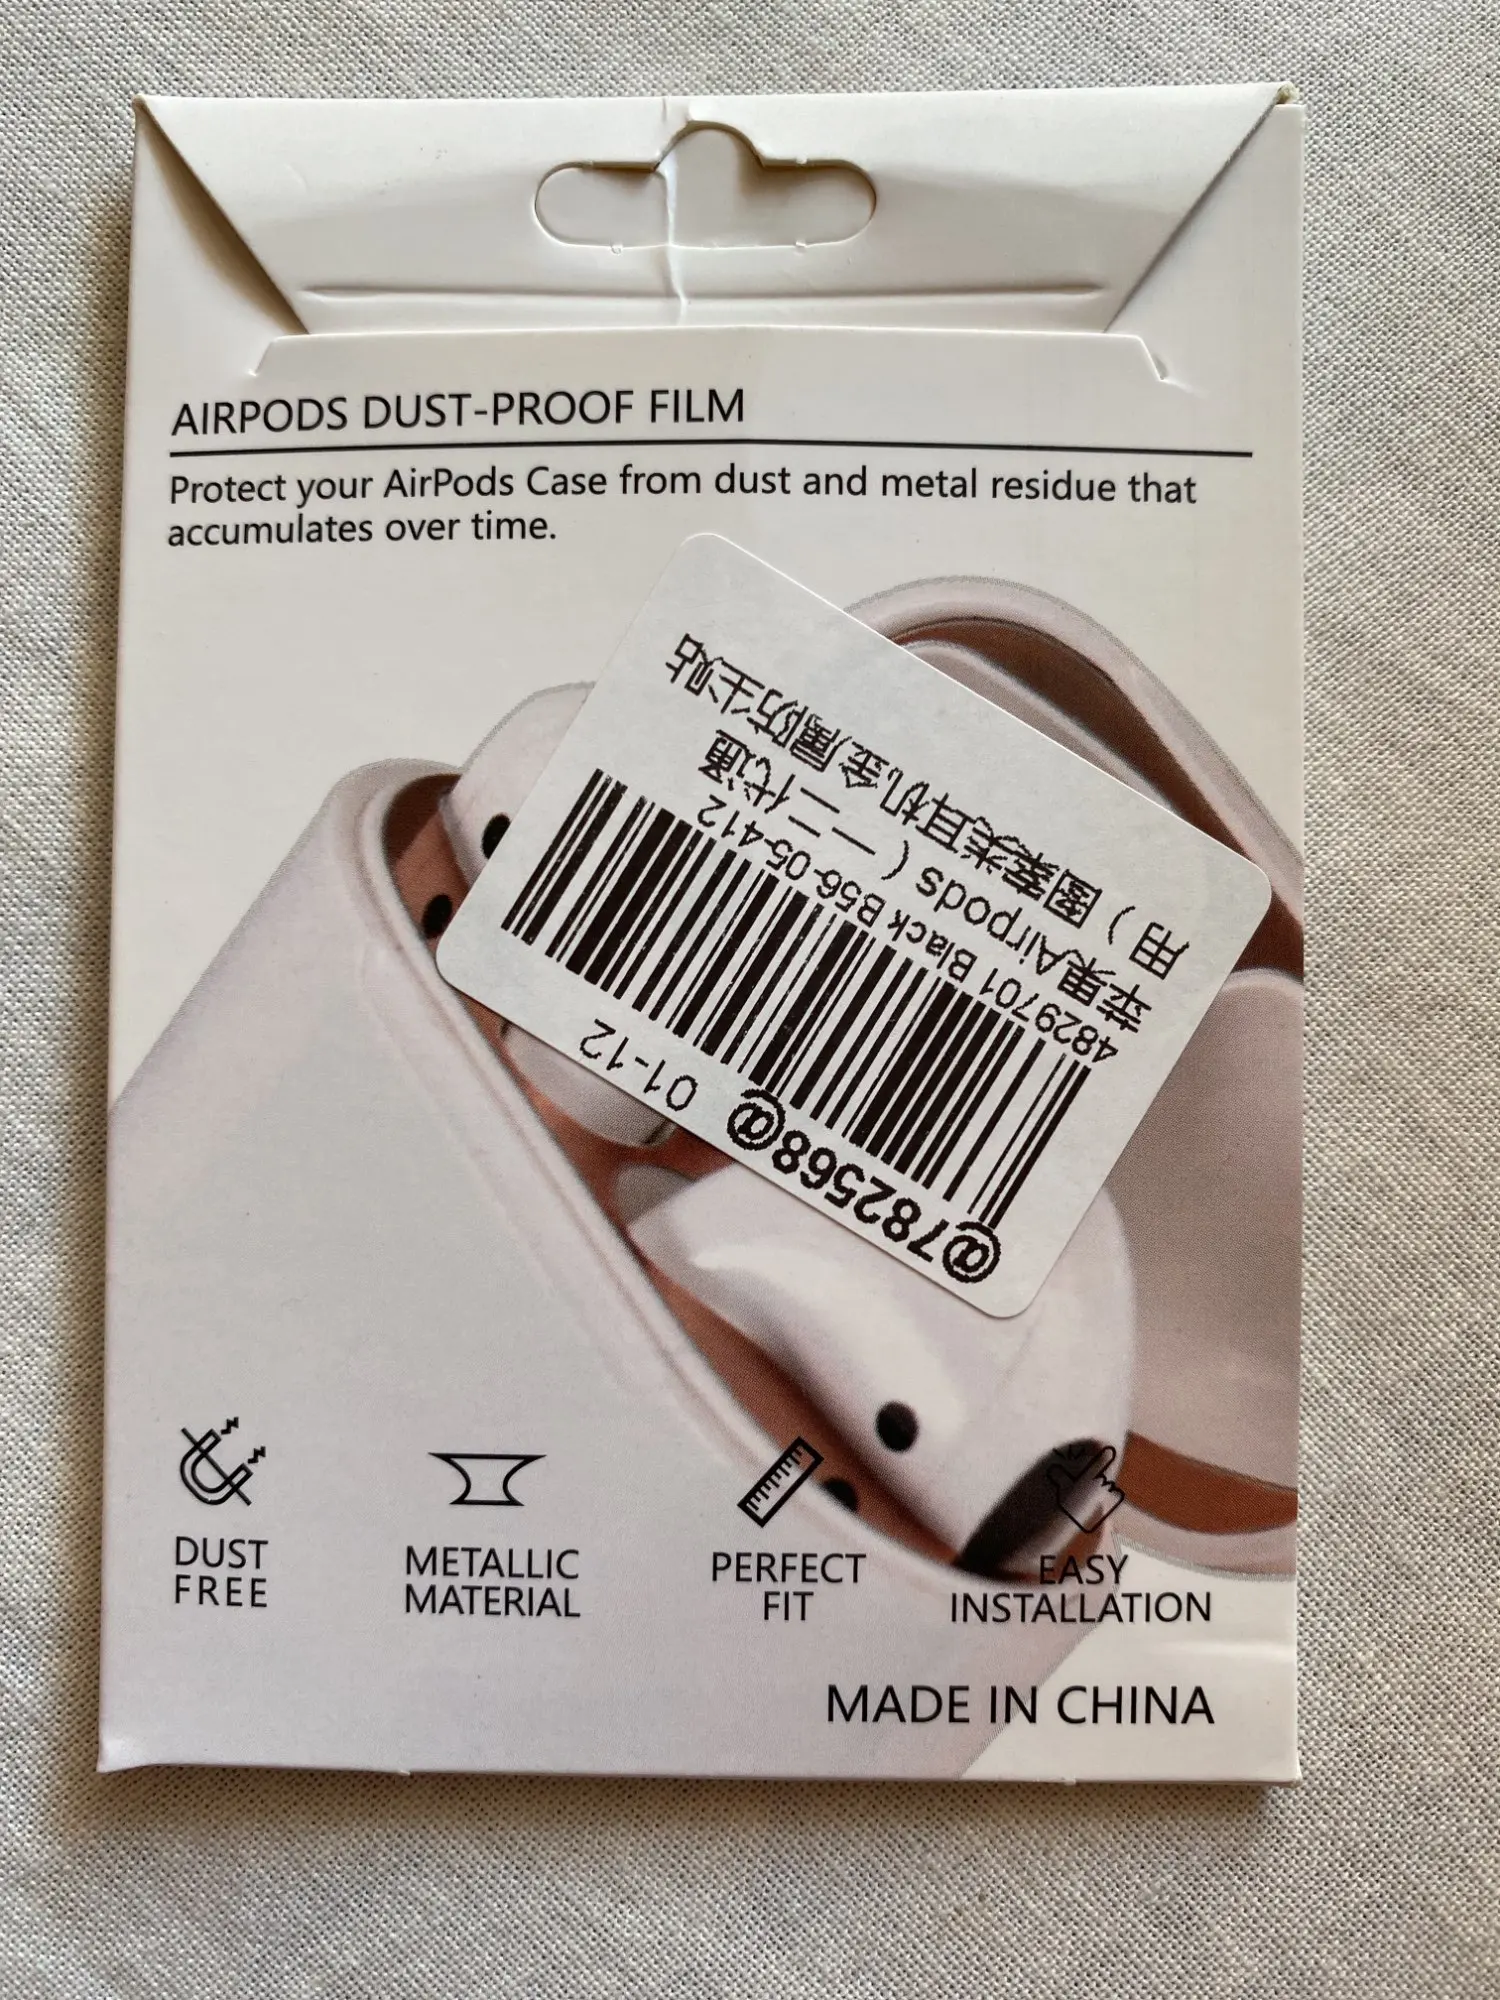 AIRPODS DUST-PROOF FILM
Protect your AirPods Case from dust and metal residue that
accumulates over time.
@782568@ 01-12
4829701 Black B56-05-412
苹果Airpods（一二代通
用）图案类耳机金属防尘贴
DUST
FREE
METALLIC
MATERIAL
PERFECT
FIT
EASY
INSTALLATION
MADE IN CHINA